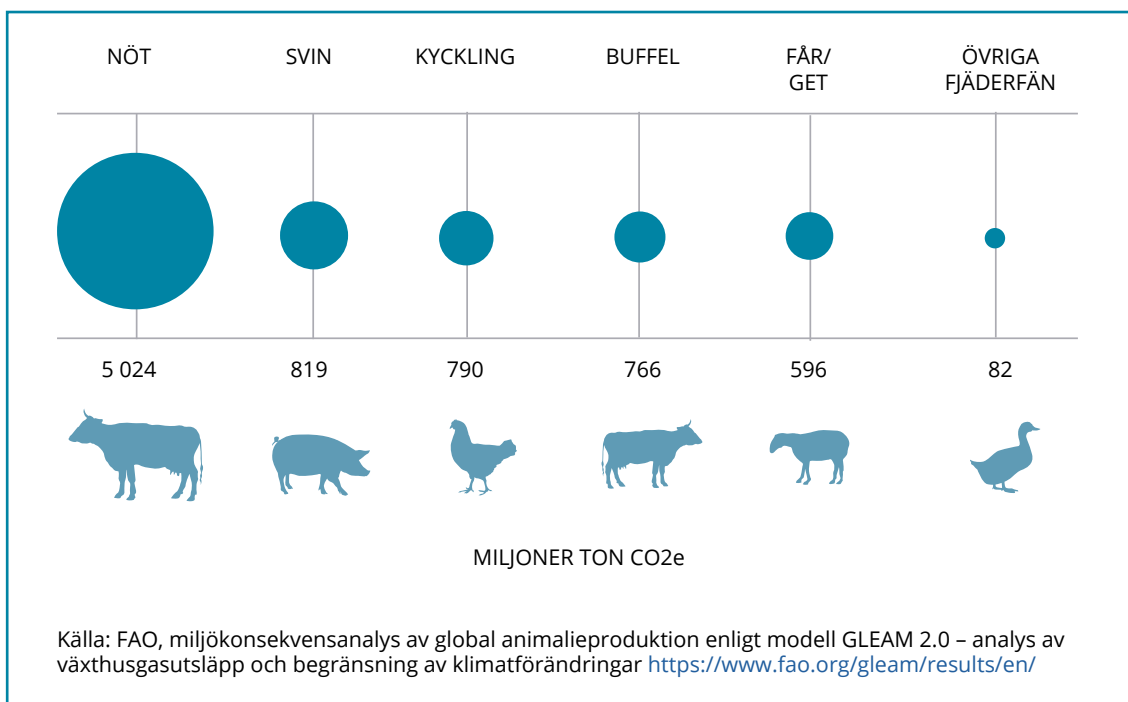 NÖT SVIN KYCKLING BUFFEL FÅR/ ÖVRIGA
GET FJÄDERFÄN
5 024 819 790 766 596 82
MILJONER TON CO2e
Källa: FAO, miljökonsekvensanalys av global animalieproduktion enligt modell GLEAM 2.0 – analys av
växthusgasutsläpp och begränsning av klimatförändringar https://www.fao.org/gleam/results/en/